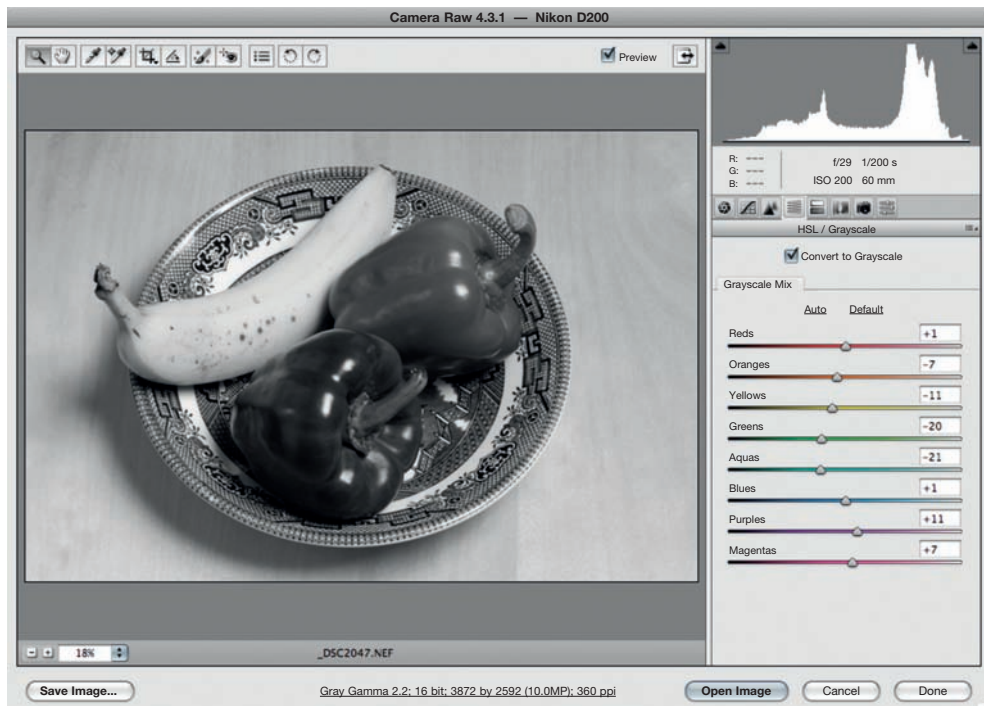 Camera Raw 4.3.1 — Nikon D200
Preview
R: ---
G: ---
B: ---
f/29 1/200 s
ISO 200 60 mm
HSL / Grayscale
Convert to Grayscale
Grayscale Mix
Auto Default
Reds +1
Oranges -7
Yellows -11
Greens -20
Aquas -21
Blues +1
Purples +11
Magentas +7
18%
_DSC2047.NEF
Save Image...
Gray Gamma 2.2; 16 bit; 3872 by 2592 (10.0MP); 360 ppi
Open Image
Cancel
Done